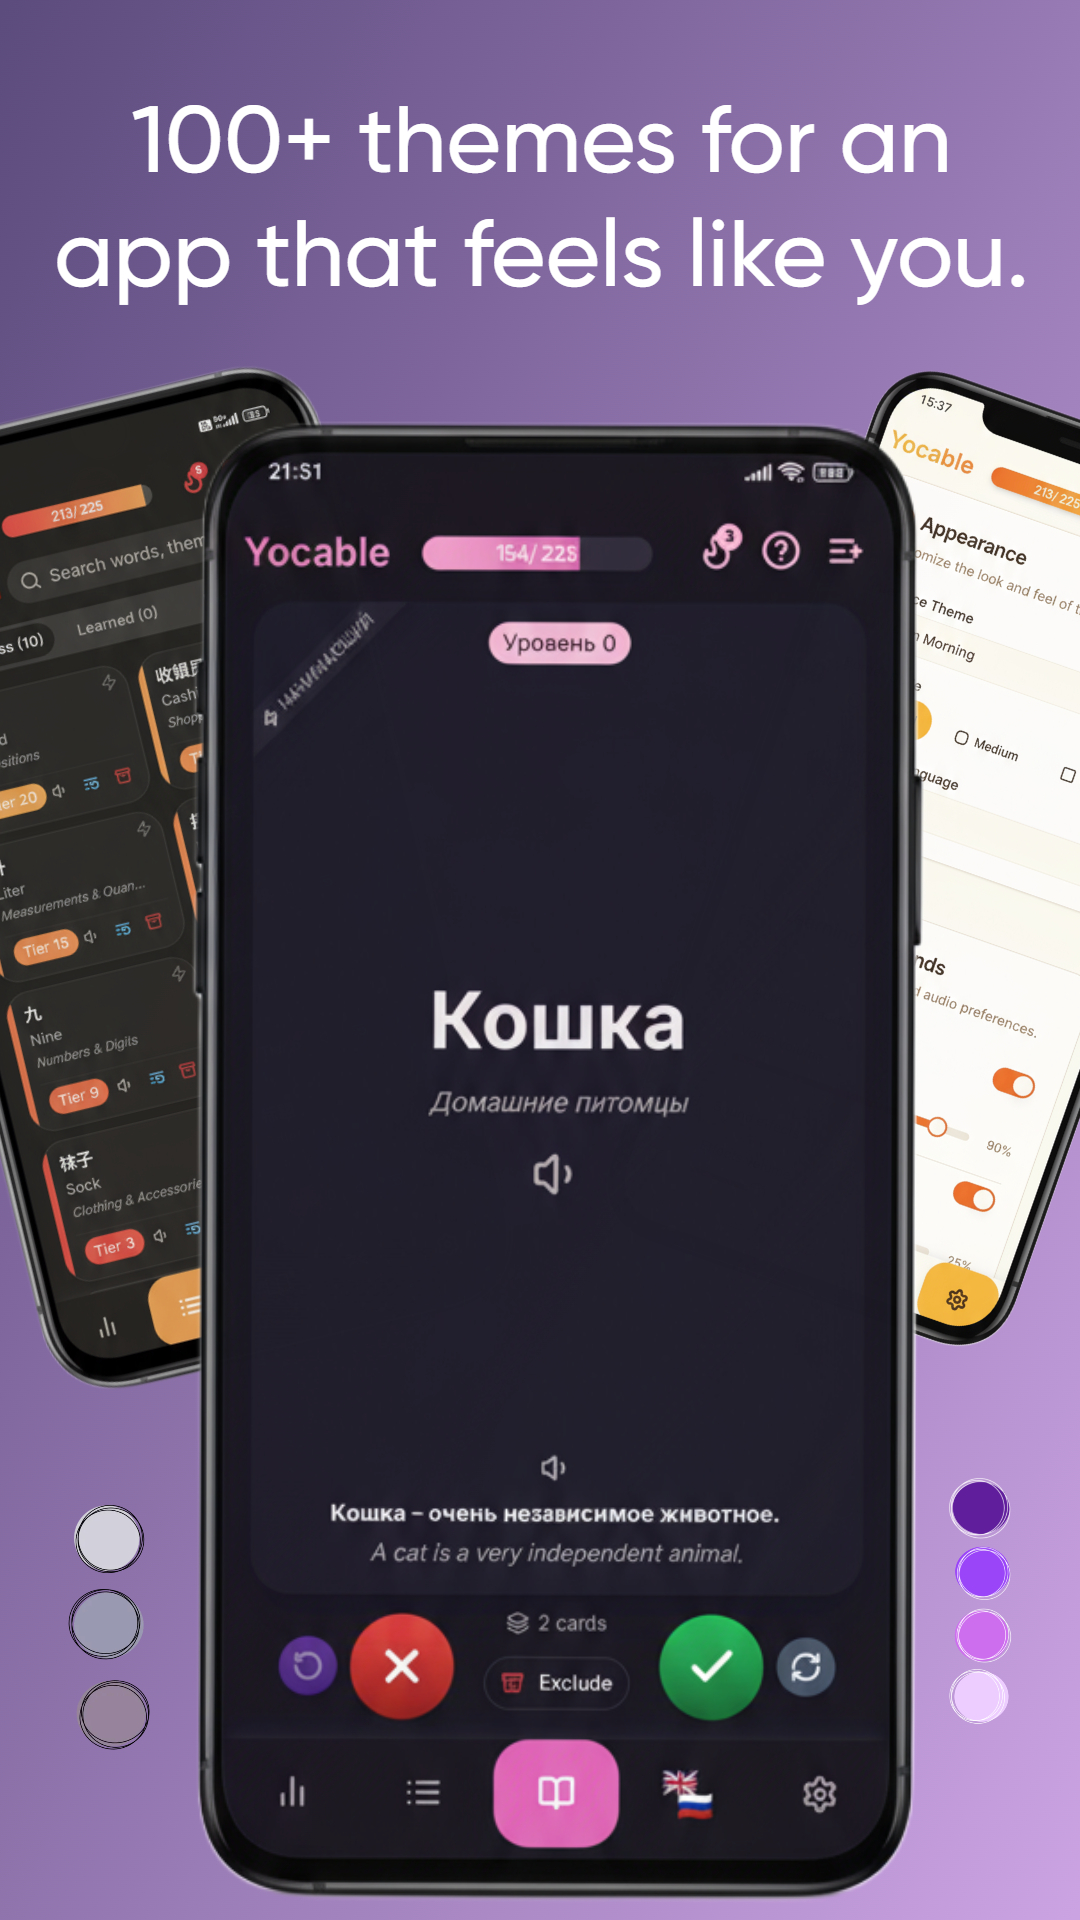 100+ themes for an
app that feels like you.
213/225
5
Search words, them
ss (10)
Learned (0)
sitions
er 20
Cash
Shopp
Liter
Measurements & Quan...
Tier 15
九
Nine
Numbers & Digits
Tier 9
袜子
Sock
Clothing & Accessorie
Tier 3
21:51
Yocable
154/225
3
Уровень 0
Кошка
Домашние питомцы
Кошка – очень независимое животное.
A cat is a very independent animal.
2 cards
Exclude
15:37
Yocable
213/225
Appearance
omize the look and feel of t
ce Theme
n Morning
e
Medium
nguage
nds
d audio preferences.
90%
25%